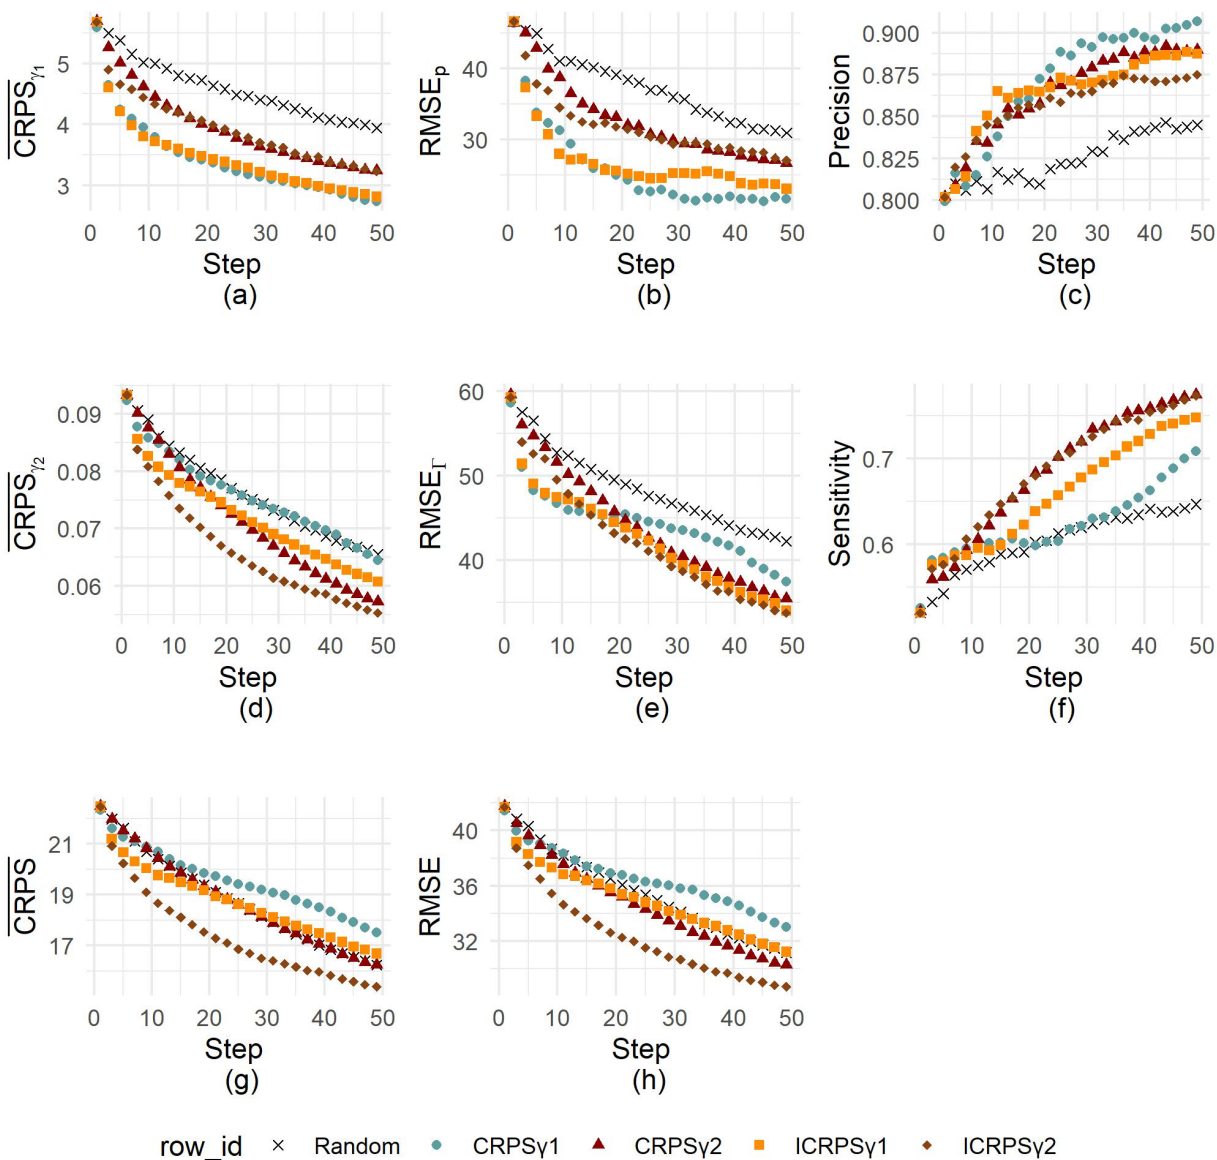 CRPSγ1
5
4
3
0 10 20 30 40 50
Step
(a)
RMSEp
40
30
0 10 20 30 40 50
Step
(b)
Precision
0.900
0.875
0.850
0.825
0.800
0 10 20 30 40 50
Step
(c)
CRPSγ2
0.09
0.08
0.07
0.06
0 10 20 30 40 50
Step
(d)
RMSEΓ
60
50
40
0 10 20 30 40 50
Step
(e)
Sensitivity
0.7
0.6
0 10 20 30 40 50
Step
(f)
CRPS
21
19
17
0 10 20 30 40 50
Step
(g)
RMSE
40
36
32
0 10 20 30 40 50
Step
(h)
row_id Random CRPSγ1 CRPSγ2 ICRPSγ1 ICRPSγ2